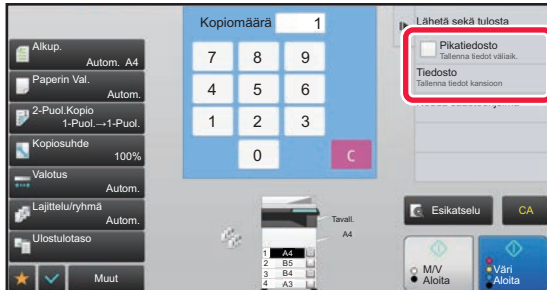 Kopiomäärä 1
Lähetä sekä tulosta
Pikatiedosto
Tallenna tiedot väliaik.
Tiedosto
Tallenna tiedot kansioon
Alkup.
Autom. A4
Paperin Val.
Autom.
2-Puol.Kopio
1-Puol.→1-Puol.
Kopiosuhde
100%
Valotus
Autom.
Lajittelu/ryhmä
Autom.
Ulostulotaso
Muut
7 8 9
4 5 6
1 2 3
0 C
Tavall.
A4
1 A4
2 B5
3 B4
4 A3
Esikatselu
CA
M/V
Aloita
Väri
Aloita